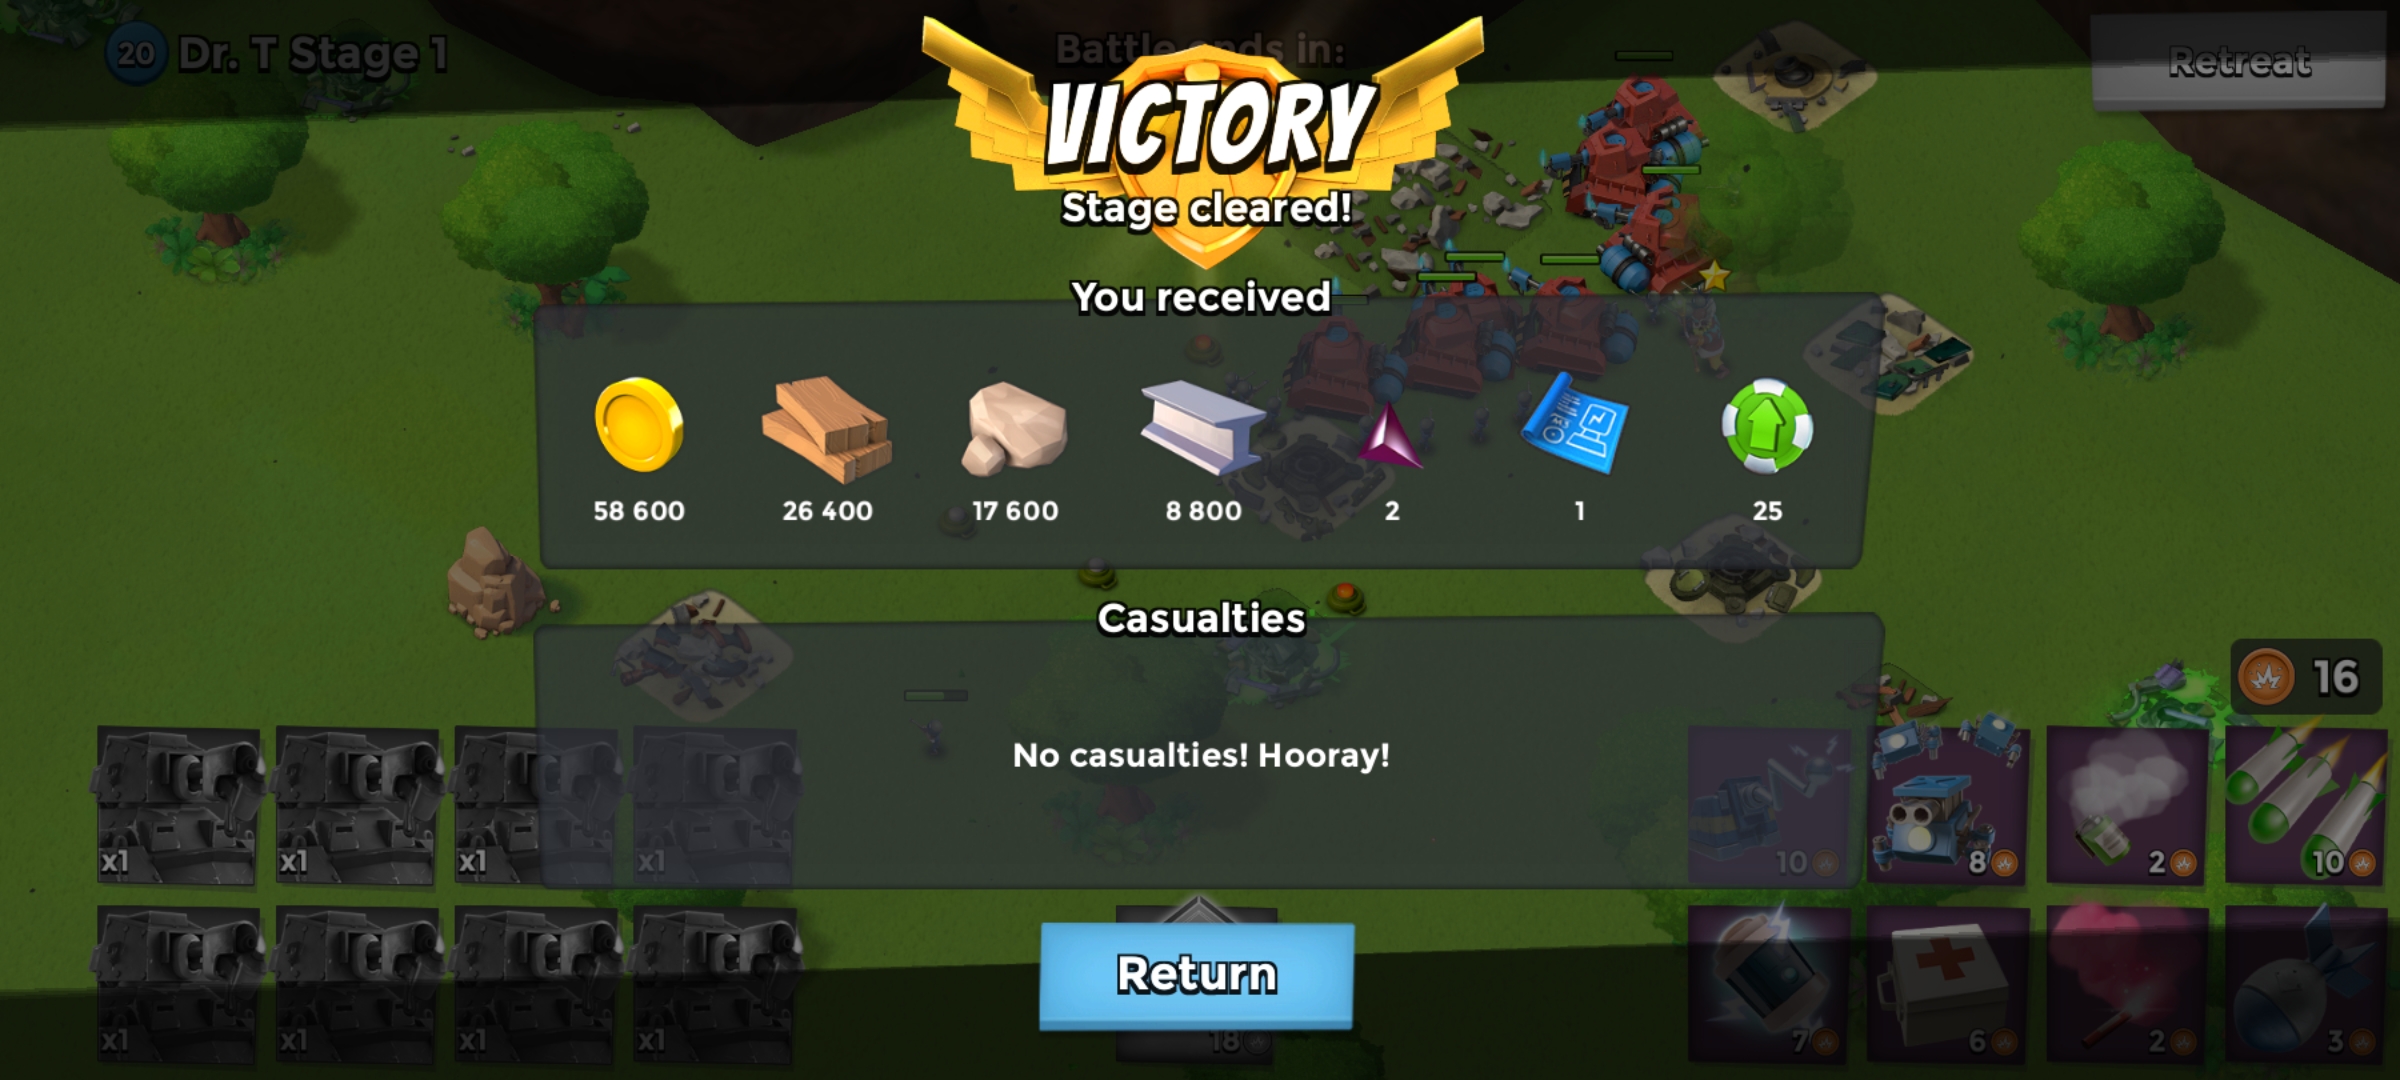 20 Dr. T Stage 1
Battle ends in:
Retreat
VICTORY
Stage cleared!
You received
58 600 26 400 17 600 8 800 2 1 25
Casualties
16
No casualties! Hooray!
x1 x1 x1 x1
10 8 2 10
Return
x1 x1 x1 x1
18
7 6 2 3